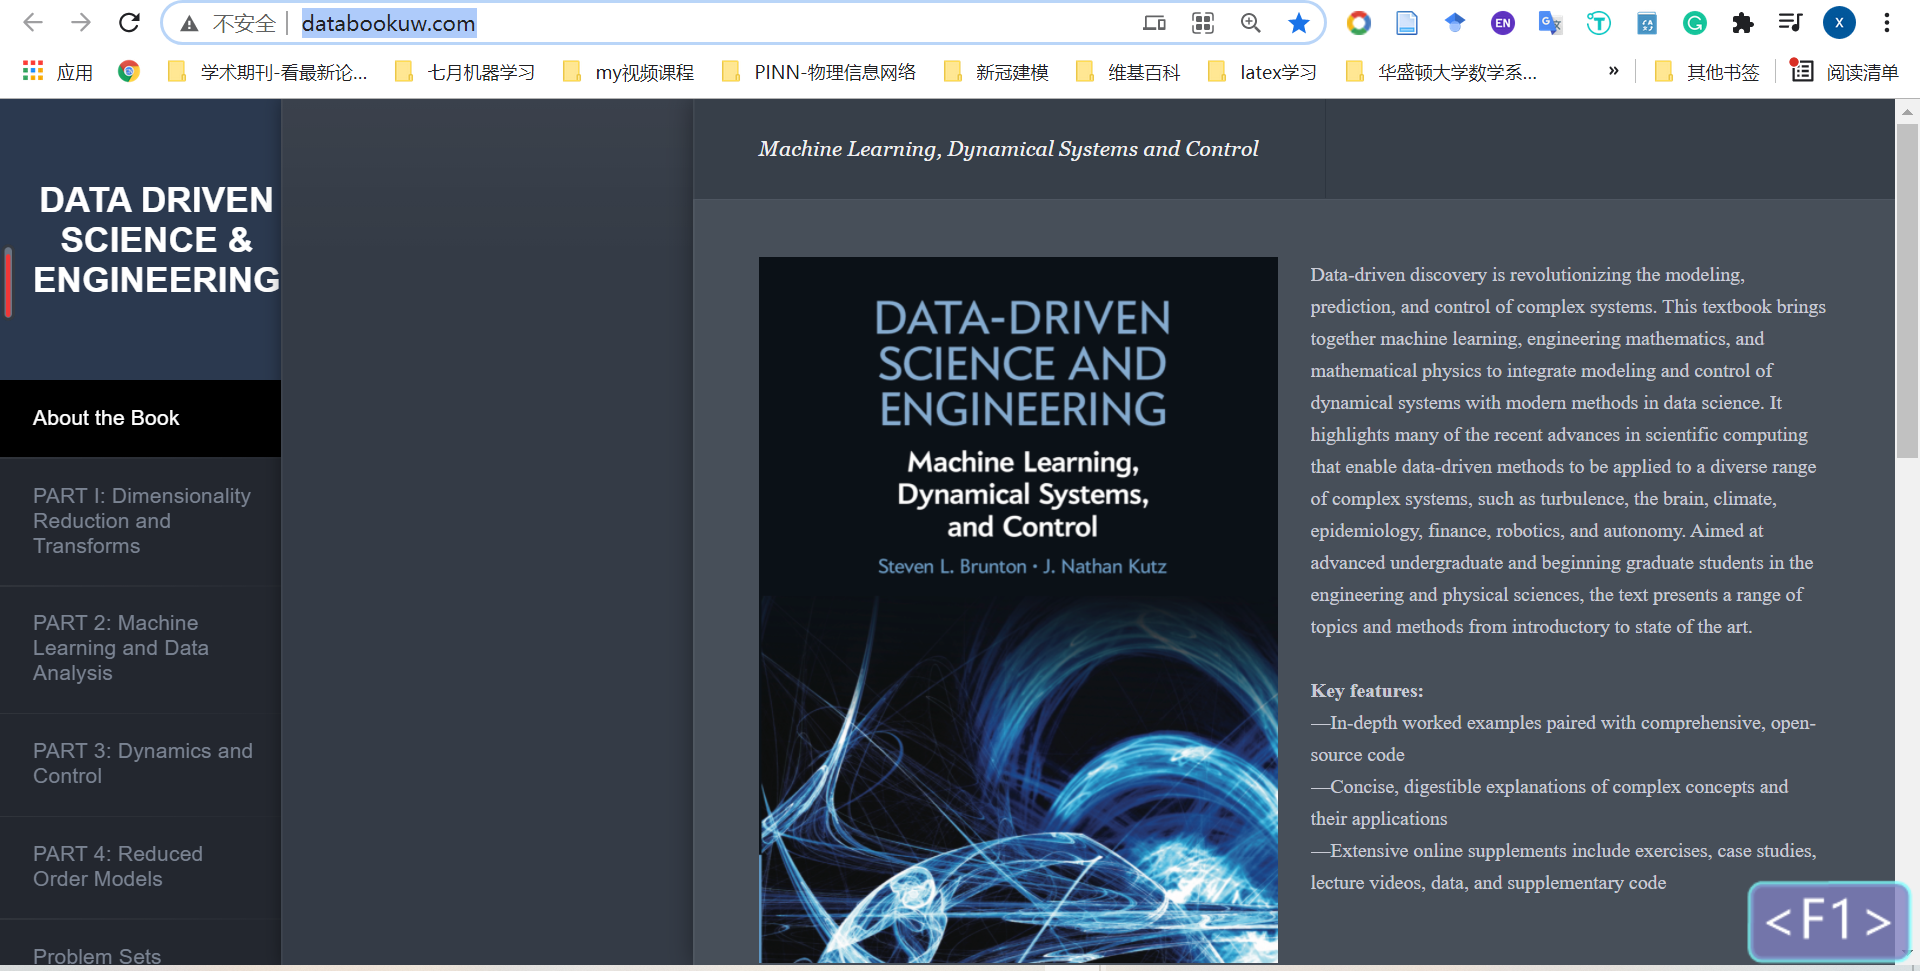 不安全 databookuw.com
EN
X
应用
学术期刊-看最新论...
七月机器学习
my视频课程
PINN-物理信息网络
新冠建模
维基百科
latex学习
华盛顿大学数学系...
»
其他书签
阅读清单
DATA DRIVEN
SCIENCE &
ENGINEERING
About the Book
PART I: Dimensionality
Reduction and
Transforms
PART 2: Machine
Learning and Data
Analysis
PART 3: Dynamics and
Control
PART 4: Reduced
Order Models
Problem Sets
Machine Learning, Dynamical Systems and Control
DATA-DRIVEN
SCIENCE AND
ENGINEERING
Machine Learning,
Dynamical Systems,
and Control
Steven L. Brunton • J. Nathan Kutz
Data-driven discovery is revolutionizing the modeling,
prediction, and control of complex systems. This textbook brings
together machine learning, engineering mathematics, and
mathematical physics to integrate modeling and control of
dynamical systems with modern methods in data science. It
highlights many of the recent advances in scientific computing
that enable data-driven methods to be applied to a diverse range
of complex systems, such as turbulence, the brain, climate,
epidemiology, finance, robotics, and autonomy. Aimed at
advanced undergraduate and beginning graduate students in the
engineering and physical sciences, the text presents a range of
topics and methods from introductory to state of the art.
Key features:
—In-depth worked examples paired with comprehensive, open-
source code
—Concise, digestible explanations of complex concepts and
their applications
—Extensive online supplements include exercises, case studies,
lecture videos, data, and supplementary code
<F1>